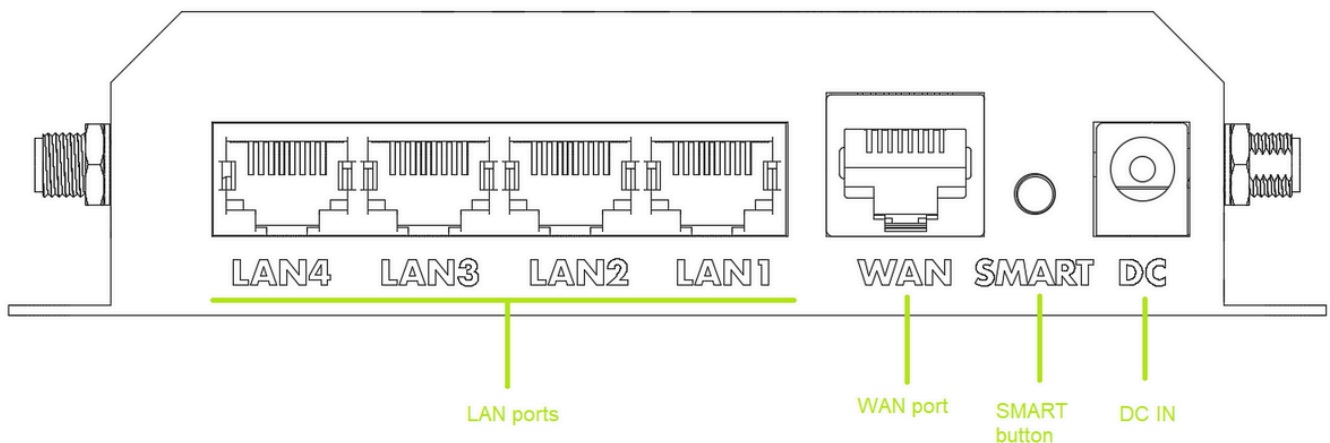 LAN4 LAN3 LAN2 LAN1 WAN SMART DC
LAN ports
WAN port
SMART
button
DC IN